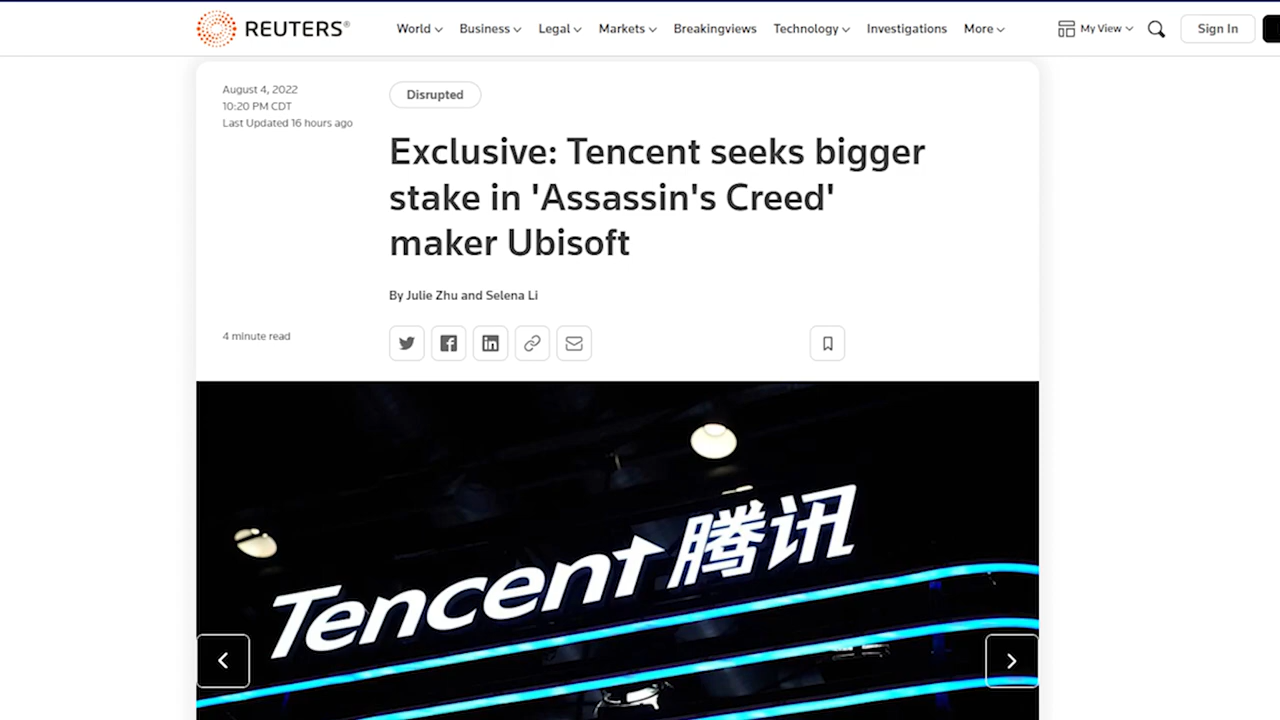 REUTERS®
World
Business
Legal
Markets
Breakingviews
Technology
Investigations
More
My View
Sign In
August 4, 2022
10:20 PM CDT
Last Updated 16 hours ago
Disrupted
Exclusive: Tencent seeks bigger
stake in 'Assassin's Creed'
maker Ubisoft
By Julie Zhu and Selena Li
4 minute read
Tencent 腾讯